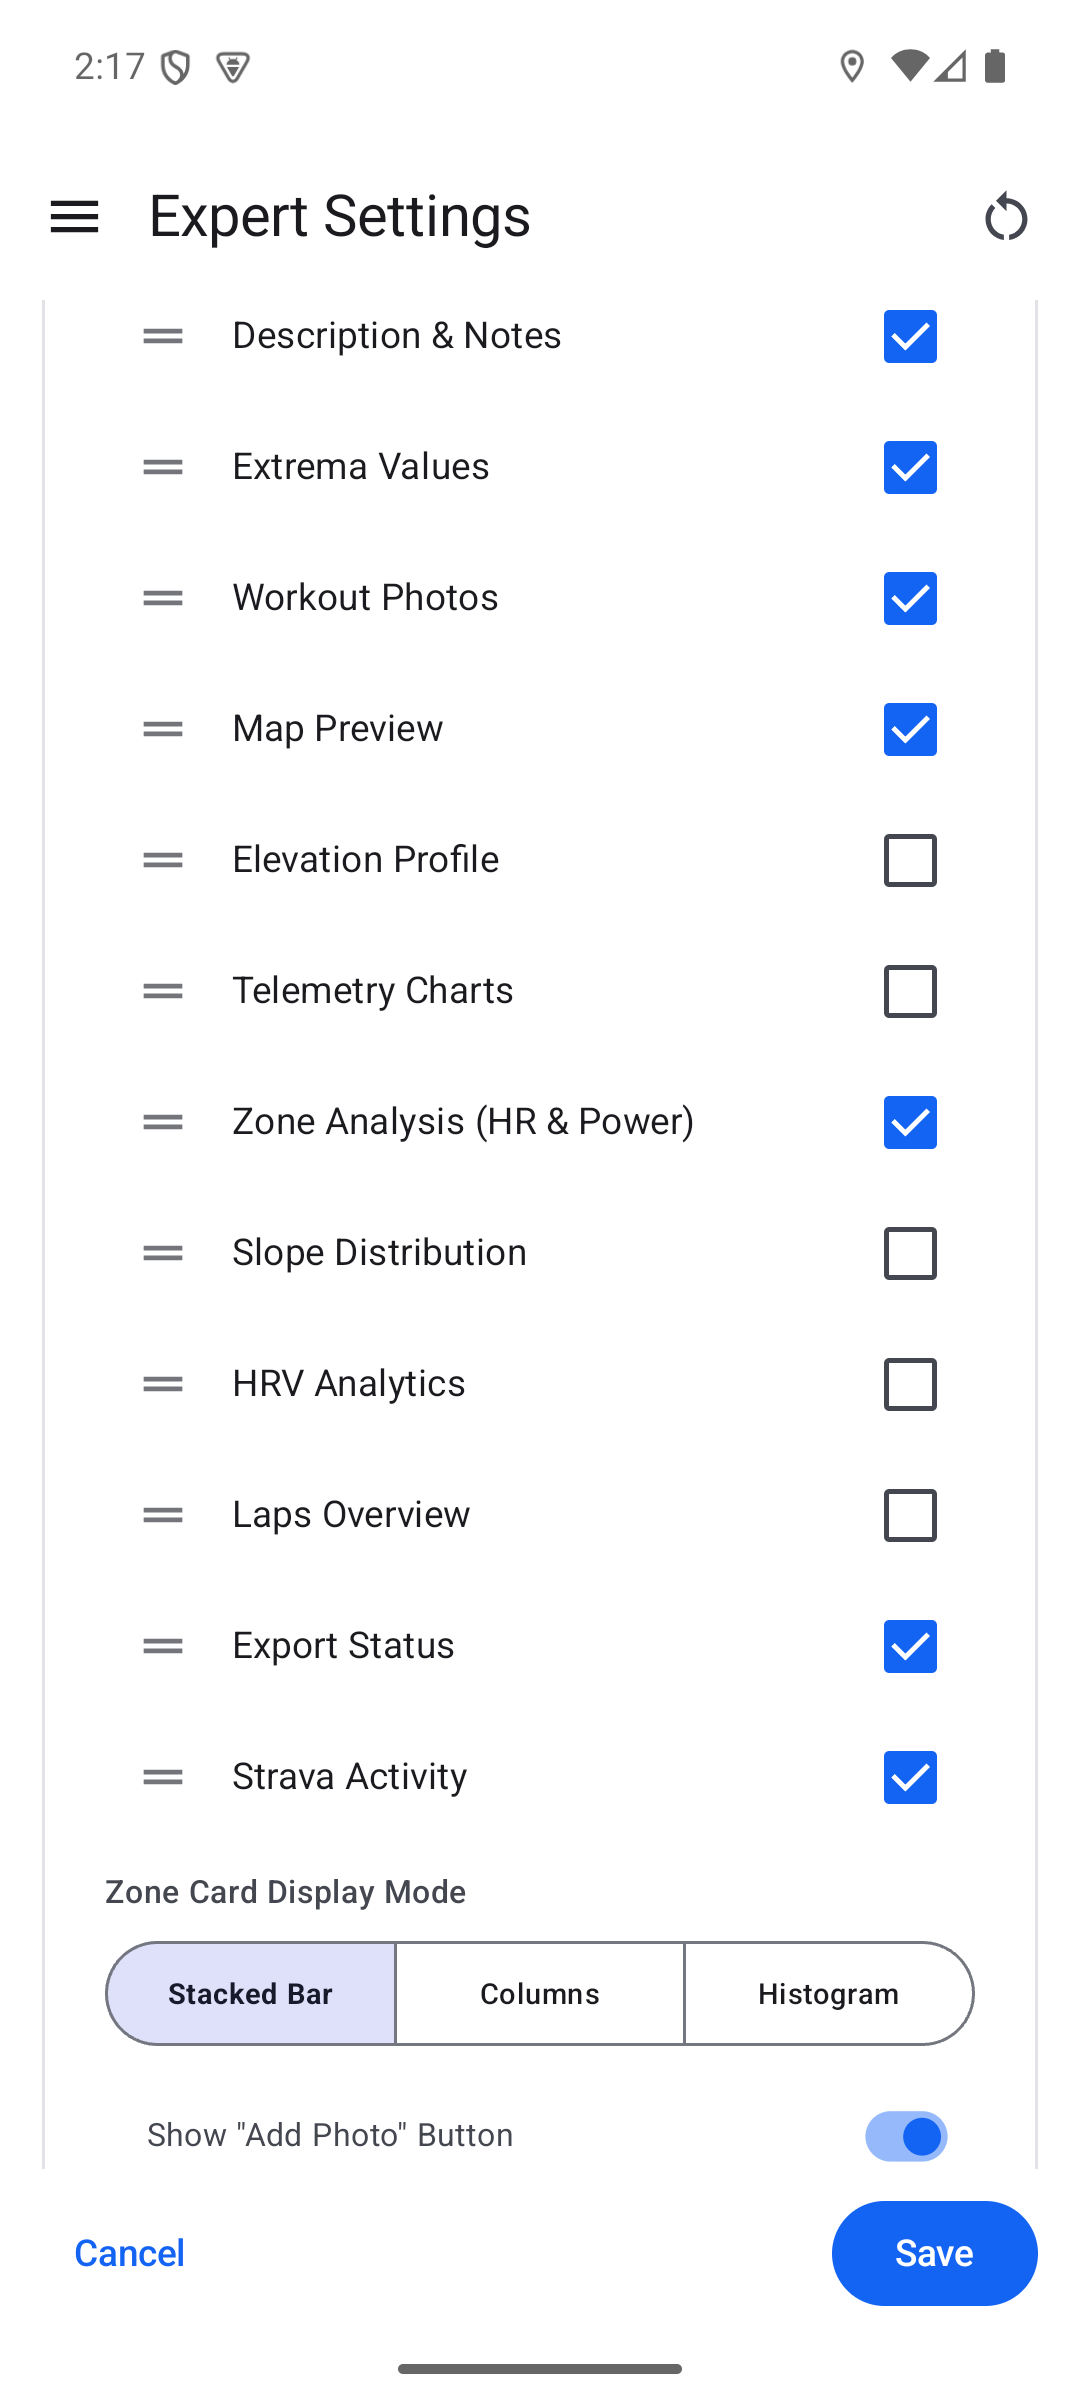 2:17
Expert Settings
Description & Notes
Extrema Values
Workout Photos
Map Preview
Elevation Profile
Telemetry Charts
Zone Analysis (HR & Power)
Slope Distribution
HRV Analytics
Laps Overview
Export Status
Strava Activity
Zone Card Display Mode
Stacked Bar Columns Histogram
Show "Add Photo" Button
Cancel Save